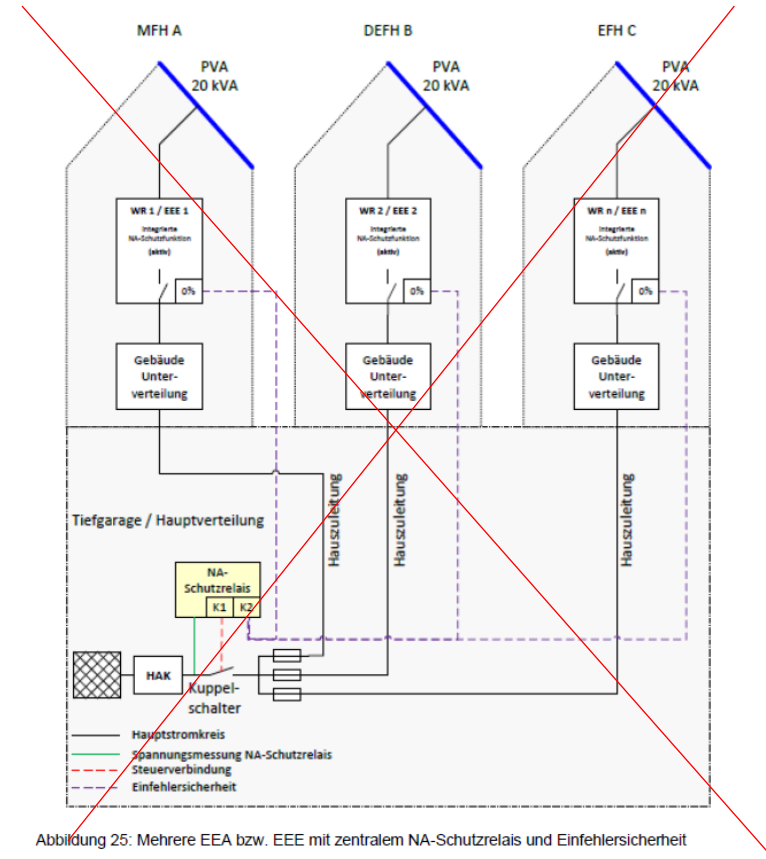 MFH A
DEFH B
EFH C
PVA
20 kVA
PVA
20 kVA
PVA
20 kVA
WR 1 / EEE 1
Integrierte
NA-Schutzfunktion
(aktiv)
0%
WR 2 / EEE 2
Integrierte
NA-Schutzfunktion
(aktiv)
0%
WR n / EEE n
Integrierte
NA-Schutzfunktion
(aktiv)
0%
Gebäude
Unter-
verteilung
Gebäude
Unter-
verteilung
Gebäude
Unter-
verteilung
Hauszuleitung
Hauszuleitung
Hauszuleitung
Tiefgarage / Hauptverteilung
NA-
Schutzrelais
K1
K2
HAK
Kuppel-
schalter
Hauptstromkreis
Spannungsmessung NA-Schutzrelais
Steuerverbindung
Einfehlersicherheit
Abbildung 25: Mehrere EEA bzw. EEE mit zentralem NA-Schutzrelais und Einfehlersicherheit